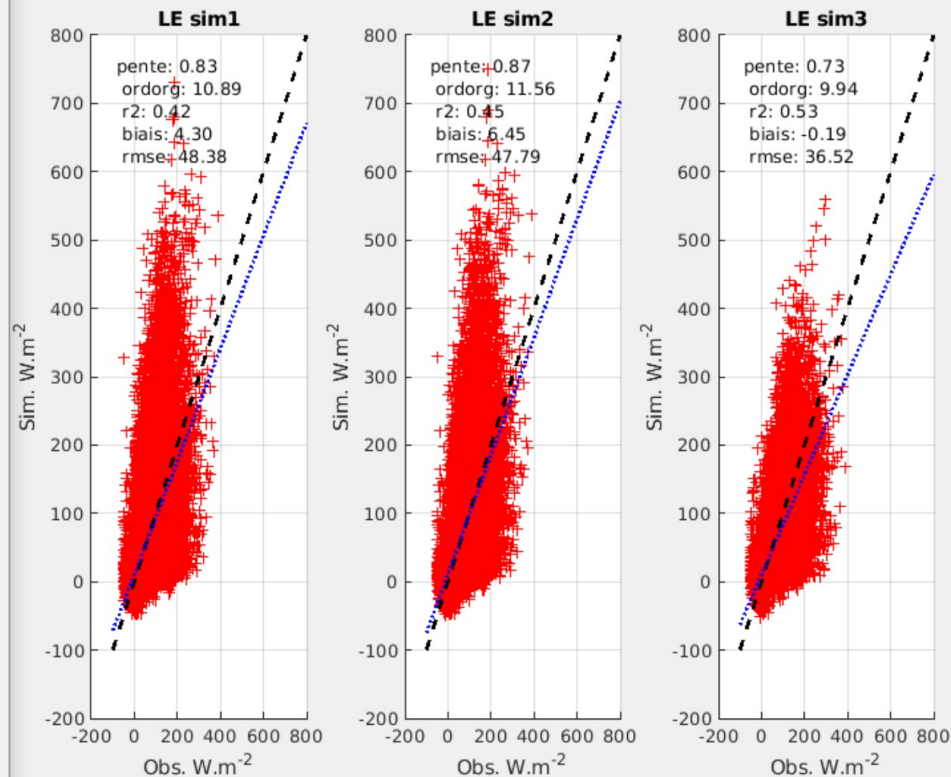 LE sim1
800
700
600
500
400
300
200
100
0
-100
-200
Sim. W.m-2
pente: 0.83
ordorg: 10.89
r2: 0.42
biais: 4.30
rmse: 48.38
-200 0 200 400 600 800
Obs. W.m-2
LE sim2
800
700
600
500
400
300
200
100
0
-100
-200
Sim. W.m-2
pente: 0.87
ordorg: 11.56
r2: 0.45
biais: 6.45
rmse: 47.79
-200 0 200 400 600 800
Obs. W.m-2
LE sim3
800
700
600
500
400
300
200
100
0
-100
-200
Sim. W.m-2
pente: 0.73
ordorg: 9.94
r2: 0.53
biais: -0.19
rmse: 36.52
-200 0 200 400 600 800
Obs. W.m-2